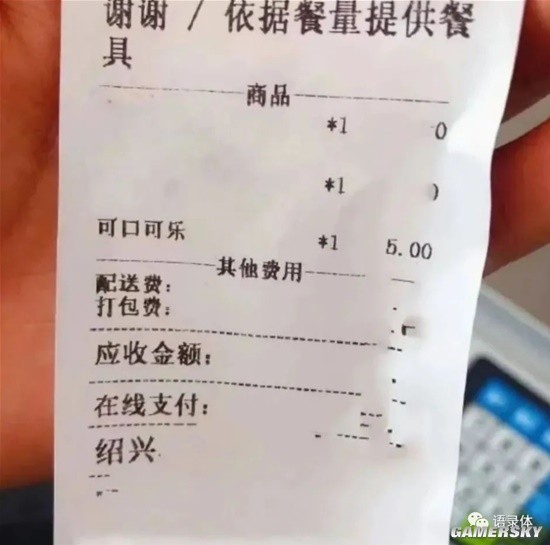 谢谢 / 依据餐量提供餐
具
商品
*1 0
*1
可口可乐 *1 5.00
其他费用
配送费：
打包费：
应收金额：
在线支付：
绍兴
语录体
GAMERSKY